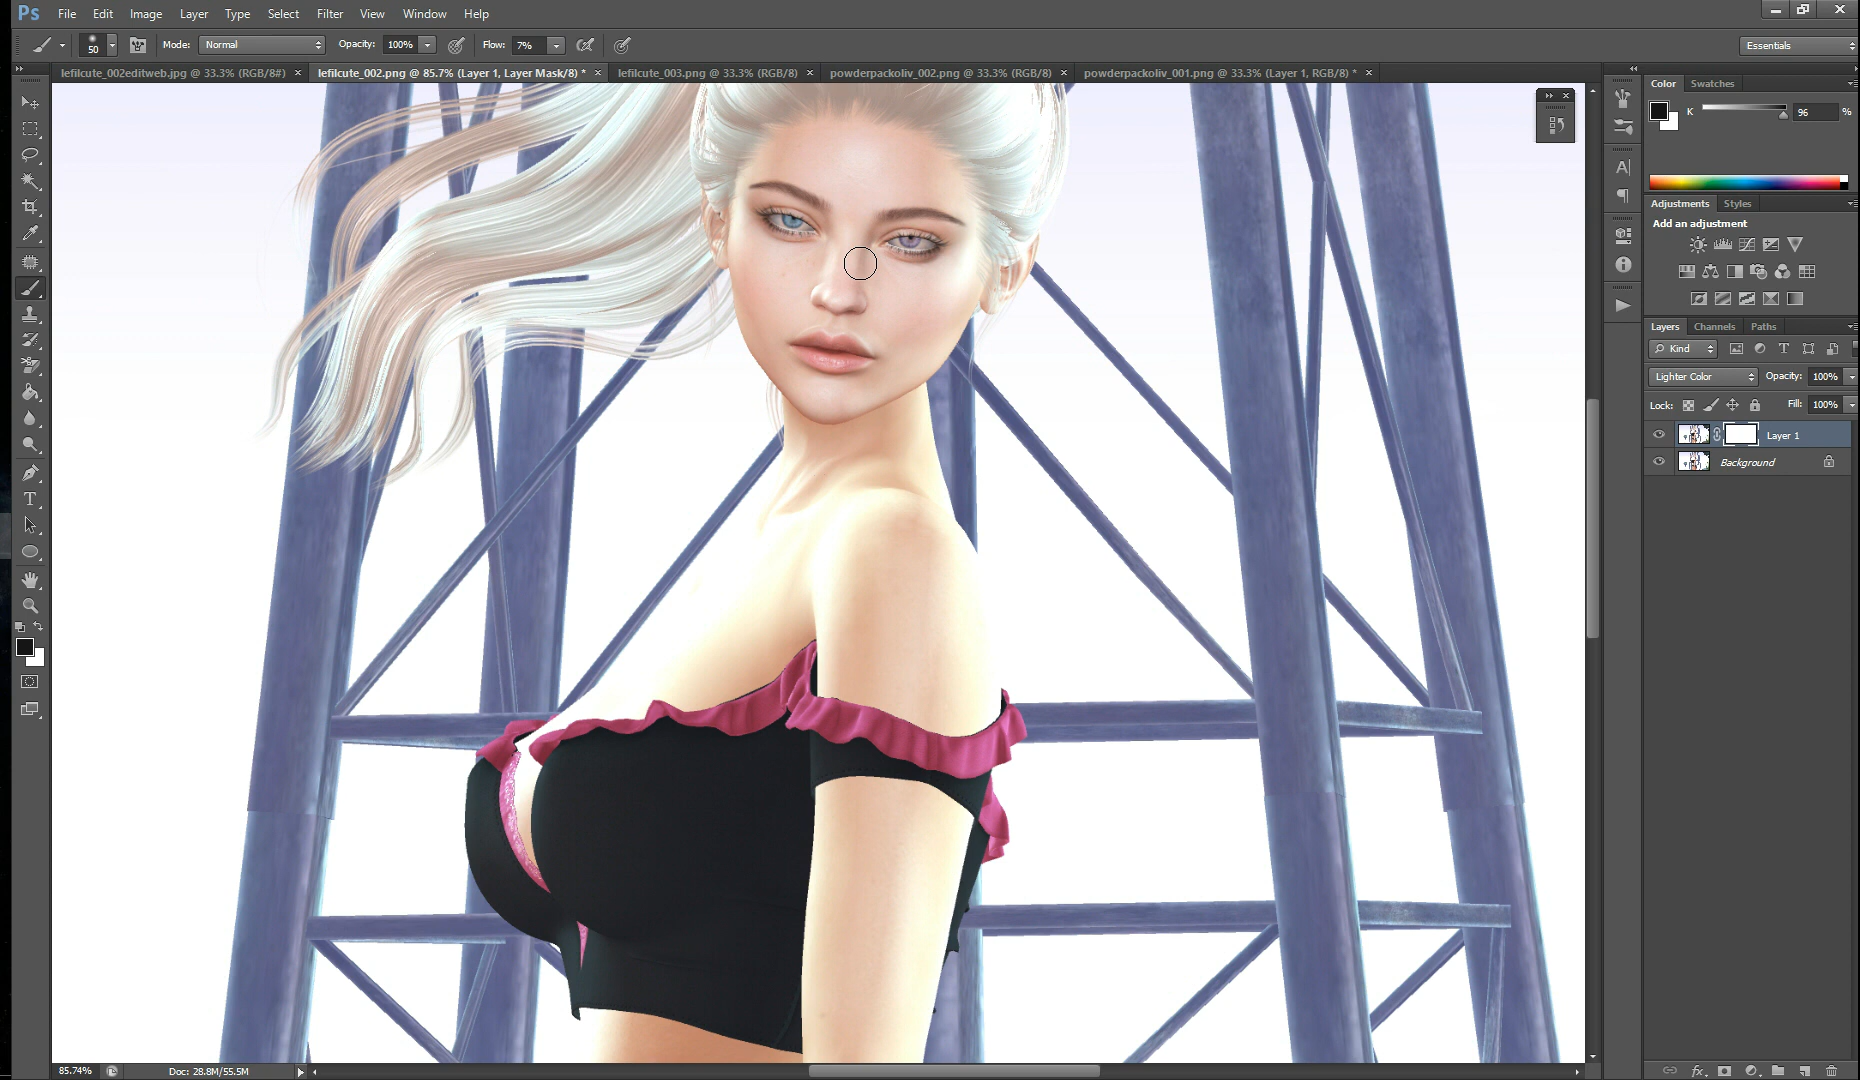 Ps File Edit Image Layer Type Select Filter View Window Help
50 Mode: Normal Opacity: 100% Flow: 7% Essentials
lefilcute_002editweb.jpg @ 33.3% (RGB/8#) × lefilcute_002.png @ 85.7% (Layer 1, Layer Mask/8) * × lefilcute_003.png @ 33.3% (RGB/8) × powderpackoliv_002.png @ 33.3% (RGB/8) × powderpackoliv_001.png @ 33.3% (Layer 1, RGB/8) * ×
Color Swatches
K 96 %
Adjustments Styles
Add an adjustment
Layers Channels Paths
Kind T
Lighter Color Opacity: 100%
Lock: Fill: 100%
Layer 1
Background
A
T
85.74% Doc: 28.8M/55.5M
fx